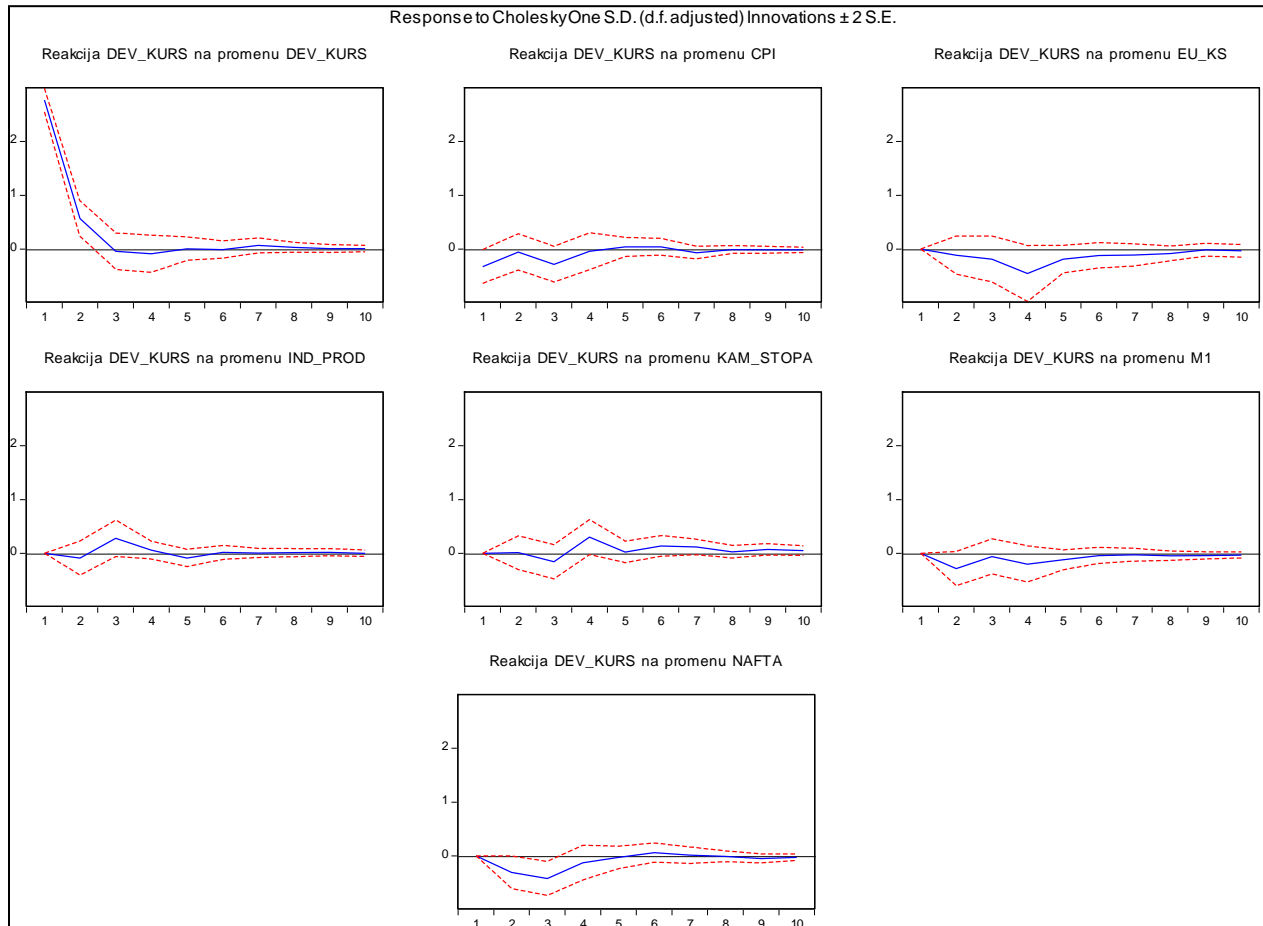 Response to Cholesky One S.D. (d.f. adjusted) Innovations ± 2 S.E.
Reakcija DEV_KURS na promenu DEV_KURS
2
1
0
1 2 3 4 5 6 7 8 9 10
Reakcija DEV_KURS na promenu CPI
2
1
0
1 2 3 4 5 6 7 8 9 10
Reakcija DEV_KURS na promenu EU_KS
2
1
0
1 2 3 4 5 6 7 8 9 10
Reakcija DEV_KURS na promenu IND_PROD
2
1
0
1 2 3 4 5 6 7 8 9 10
Reakcija DEV_KURS na promenu KAM_STOPA
2
1
0
1 2 3 4 5 6 7 8 9 10
Reakcija DEV_KURS na promenu M1
2
1
0
1 2 3 4 5 6 7 8 9 10
Reakcija DEV_KURS na promenu NAFTA
2
1
0
1 2 3 4 5 6 7 8 9 10